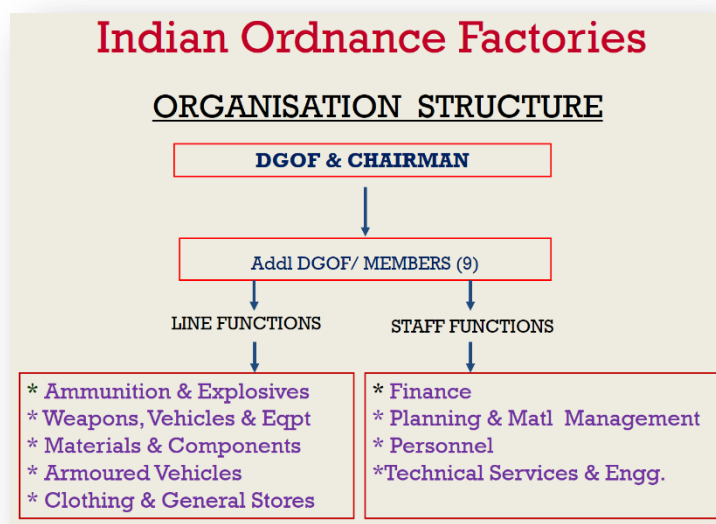 Indian Ordnance Factories
ORGANISATION STRUCTURE
DGOF & CHAIRMAN
Addl DGOF/ MEMBERS (9)
LINE FUNCTIONS
STAFF FUNCTIONS
* Ammunition & Explosives
* Weapons, Vehicles & Eqpt
* Materials & Components
* Armoured Vehicles
* Clothing & General Stores
* Finance
* Planning & Matl Management
* Personnel
*Technical Services & Engg.